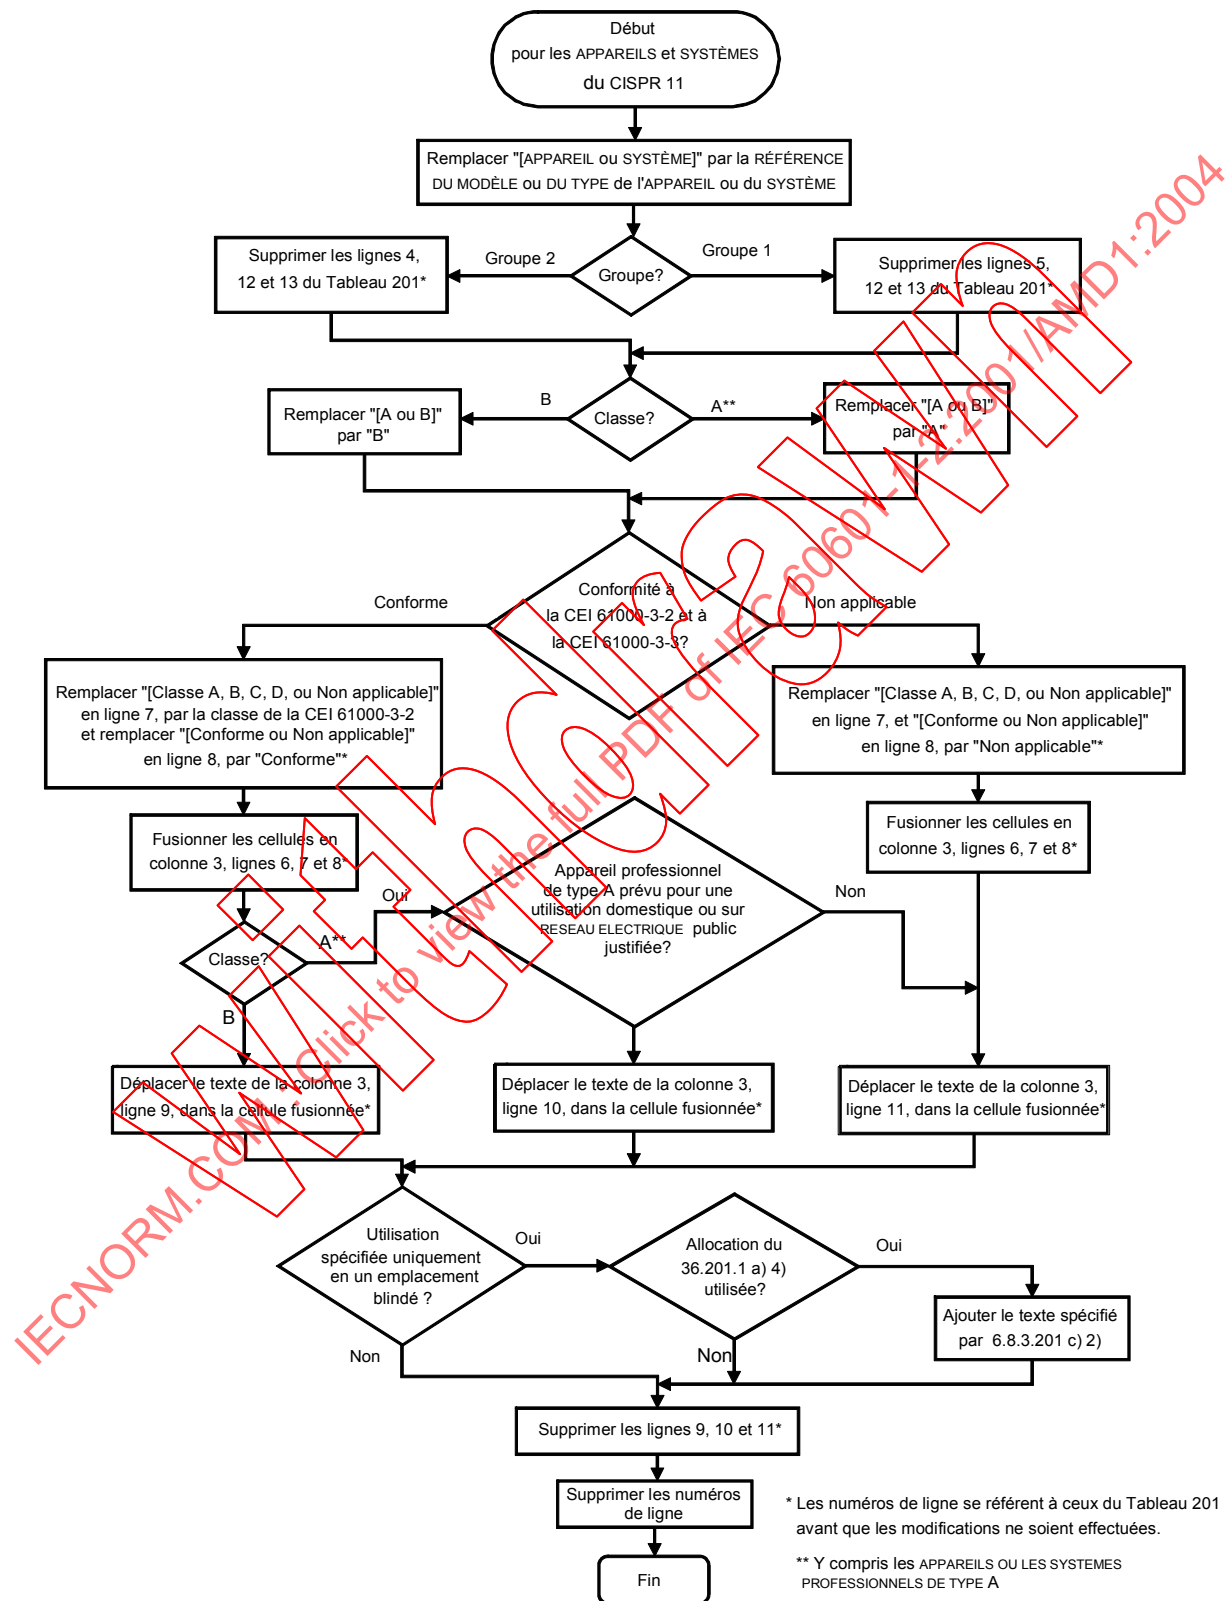 Début
pour les APPAREILS et SYSTÈMES
du CISPR 11
Remplacer "[APPAREIL ou SYSTÈME]" par la RÉFÉRENCE
DU MODÈLE ou DU TYPE de l'APPAREIL ou du SYSTÈME
Supprimer les lignes 4,
12 et 13 du Tableau 201*
Groupe 2
Groupe?
Groupe 1
Supprimer les lignes 5,
12 et 13 du Tableau 201*
Remplacer "[A ou B]"
par "B"
B
Classe?
A**
Remplacer "[A ou B]"
par "A"
Conforme
Conformité à
la CEI 61000-3-2 et à
la CEI 61000-3-3?
Non applicable
Remplacer "[Classe A, B, C, D, ou Non applicable]"
en ligne 7, par la classe de la CEI 61000-3-2
et remplacer "[Conforme ou Non applicable]"
en ligne 8, par "Conforme"*
Remplacer "[Classe A, B, C, D, ou Non applicable]"
en ligne 7, et "[Conforme ou Non applicable]"
en ligne 8, par "Non applicable"*
Fusionner les cellules en
colonne 3, lignes 6, 7 et 8*
Fusionner les cellules en
colonne 3, lignes 6, 7 et 8*
Oui
Appareil professionnel
de type A prévu pour une
utilisation domestique ou sur
RESEAU ELECTRIQUE public
justifiée?
Non
Classe?
A**
B
Déplacer le texte de la colonne 3,
ligne 9, dans la cellule fusionnée*
Déplacer le texte de la colonne 3,
ligne 10, dans la cellule fusionnée*
Déplacer le texte de la colonne 3,
ligne 11, dans la cellule fusionnée*
Utilisation
spécifiée uniquement
en un emplacement
blindé ?
Oui
Allocation du
36.201.1 a) 4)
utilisée?
Oui
Ajouter le texte spécifié
par 6.8.3.201 c) 2)
Non
Non
Supprimer les lignes 9, 10 et 11*
Supprimer les numéros
de ligne
Fin
* Les numéros de ligne se référent à ceux du Tableau 201
avant que les modifications ne soient effectuées.
** Y compris les APPAREILS OU LES SYSTEMES
PROFESSIONNELS DE TYPE A
IECNORM.COM : Click to view the full PDF of IEC 60601-1-2:2001/AMD1:2004